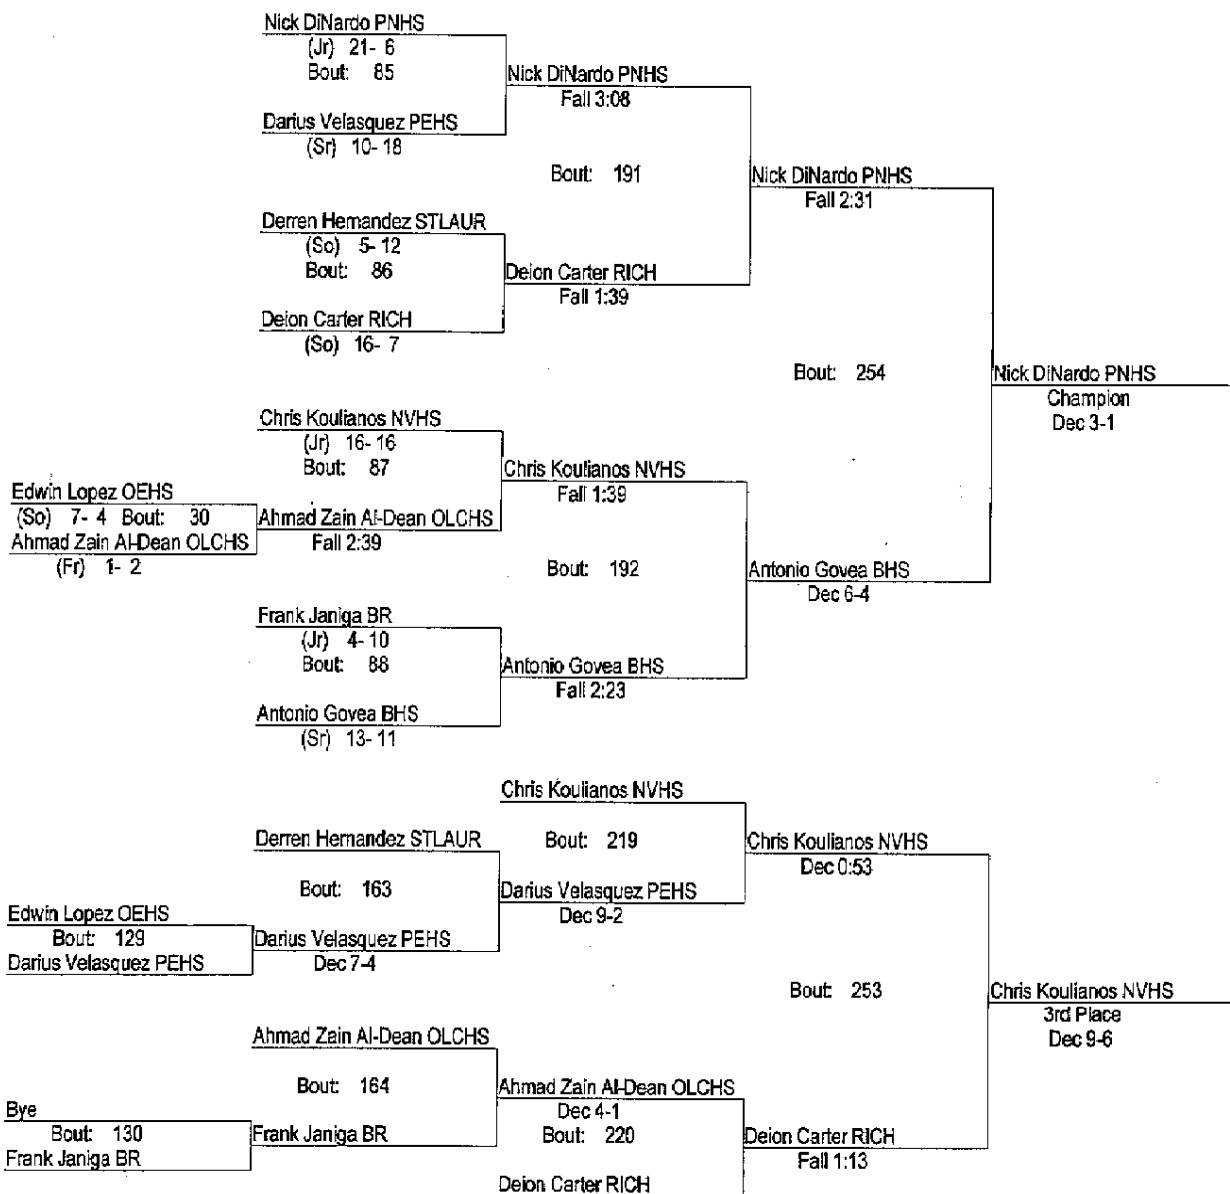 Nick DiNardo PNHS
(Jr) 21- 6
Bout: 85
Nick DiNardo PNHS
Fall 3:08
Darius Velasquez PEHS
(Sr) 10- 18
Bout: 191
Nick DiNardo PNHS
Fall 2:31
Derren Hernandez STLAUR
(So) 5- 12
Bout: 86
Deion Carter RICH
Fall 1:39
Deion Carter RICH
(So) 16- 7
Bout: 254
Nick DiNardo PNHS
Champion
Dec 3-1
Chris Koulianos NVHS
(Jr) 16- 16
Bout: 87
Chris Koulianos NVHS
Fall 1:39
Edwin Lopez OEHS
(So) 7- 4 Bout: 30
Ahmad Zain Al-Dean OLCHS
(Fr) 1- 2
Ahmad Zain Al-Dean OLCHS
Fall 2:39
Bout: 192
Antonio Govea BHS
Dec 6-4
Frank Janiga BR
(Jr) 4- 10
Bout: 88
Antonio Govea BHS
Fall 2:23
Antonio Govea BHS
(Sr) 13- 11
Chris Koulianos NVHS
Bout: 219
Chris Koulianos NVHS
Dec 0:53
Derren Hernandez STLAUR
Bout: 163
Darius Velasquez PEHS
Dec 9-2
Edwin Lopez OEHS
Bout: 129
Darius Velasquez PEHS
Darius Velasquez PEHS
Dec 7-4
Bout: 253
Chris Koulianos NVHS
3rd Place
Dec 9-6
Ahmad Zain Al-Dean OLCHS
Bout: 164
Ahmad Zain Al-Dean OLCHS
Dec 4-1
Bye
Bout: 130
Frank Janiga BR
Frank Janiga BR
Bout: 220
Deion Carter RICH
Fall 1:13
Deion Carter RICH